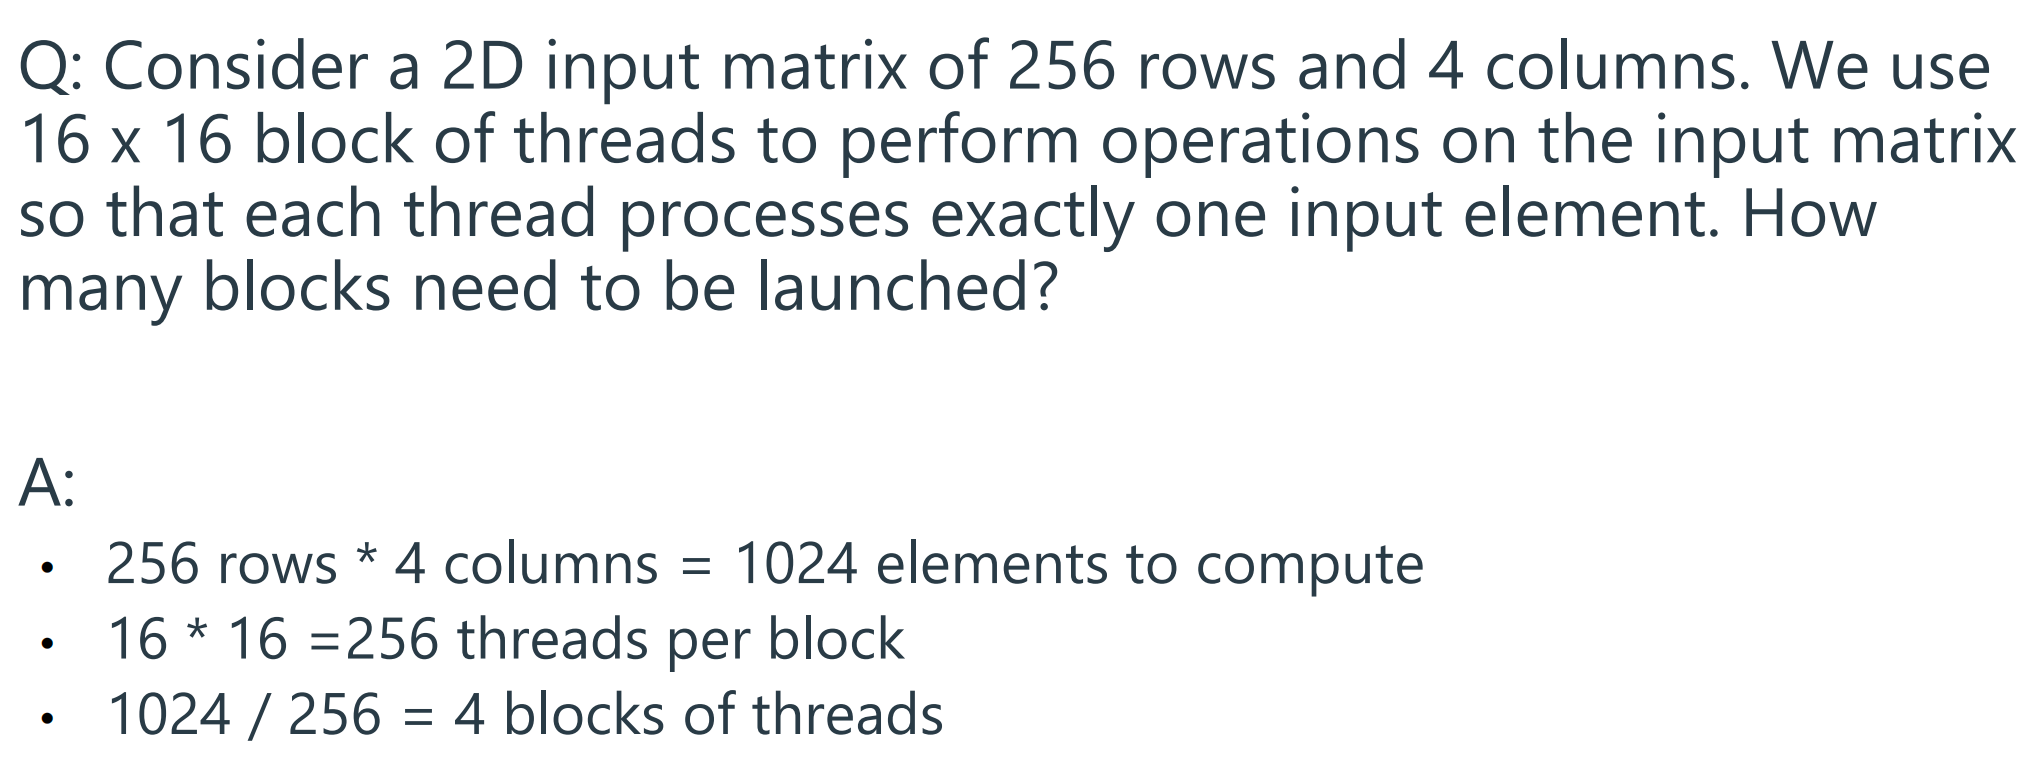 Q: Consider a 2D input matrix of 256 rows and 4 columns. We use
16 x 16 block of threads to perform operations on the input matrix
so that each thread processes exactly one input element. How
many blocks need to be launched?
A:
• 256 rows * 4 columns = 1024 elements to compute
• 16 * 16 =256 threads per block
• 1024 / 256 = 4 blocks of threads